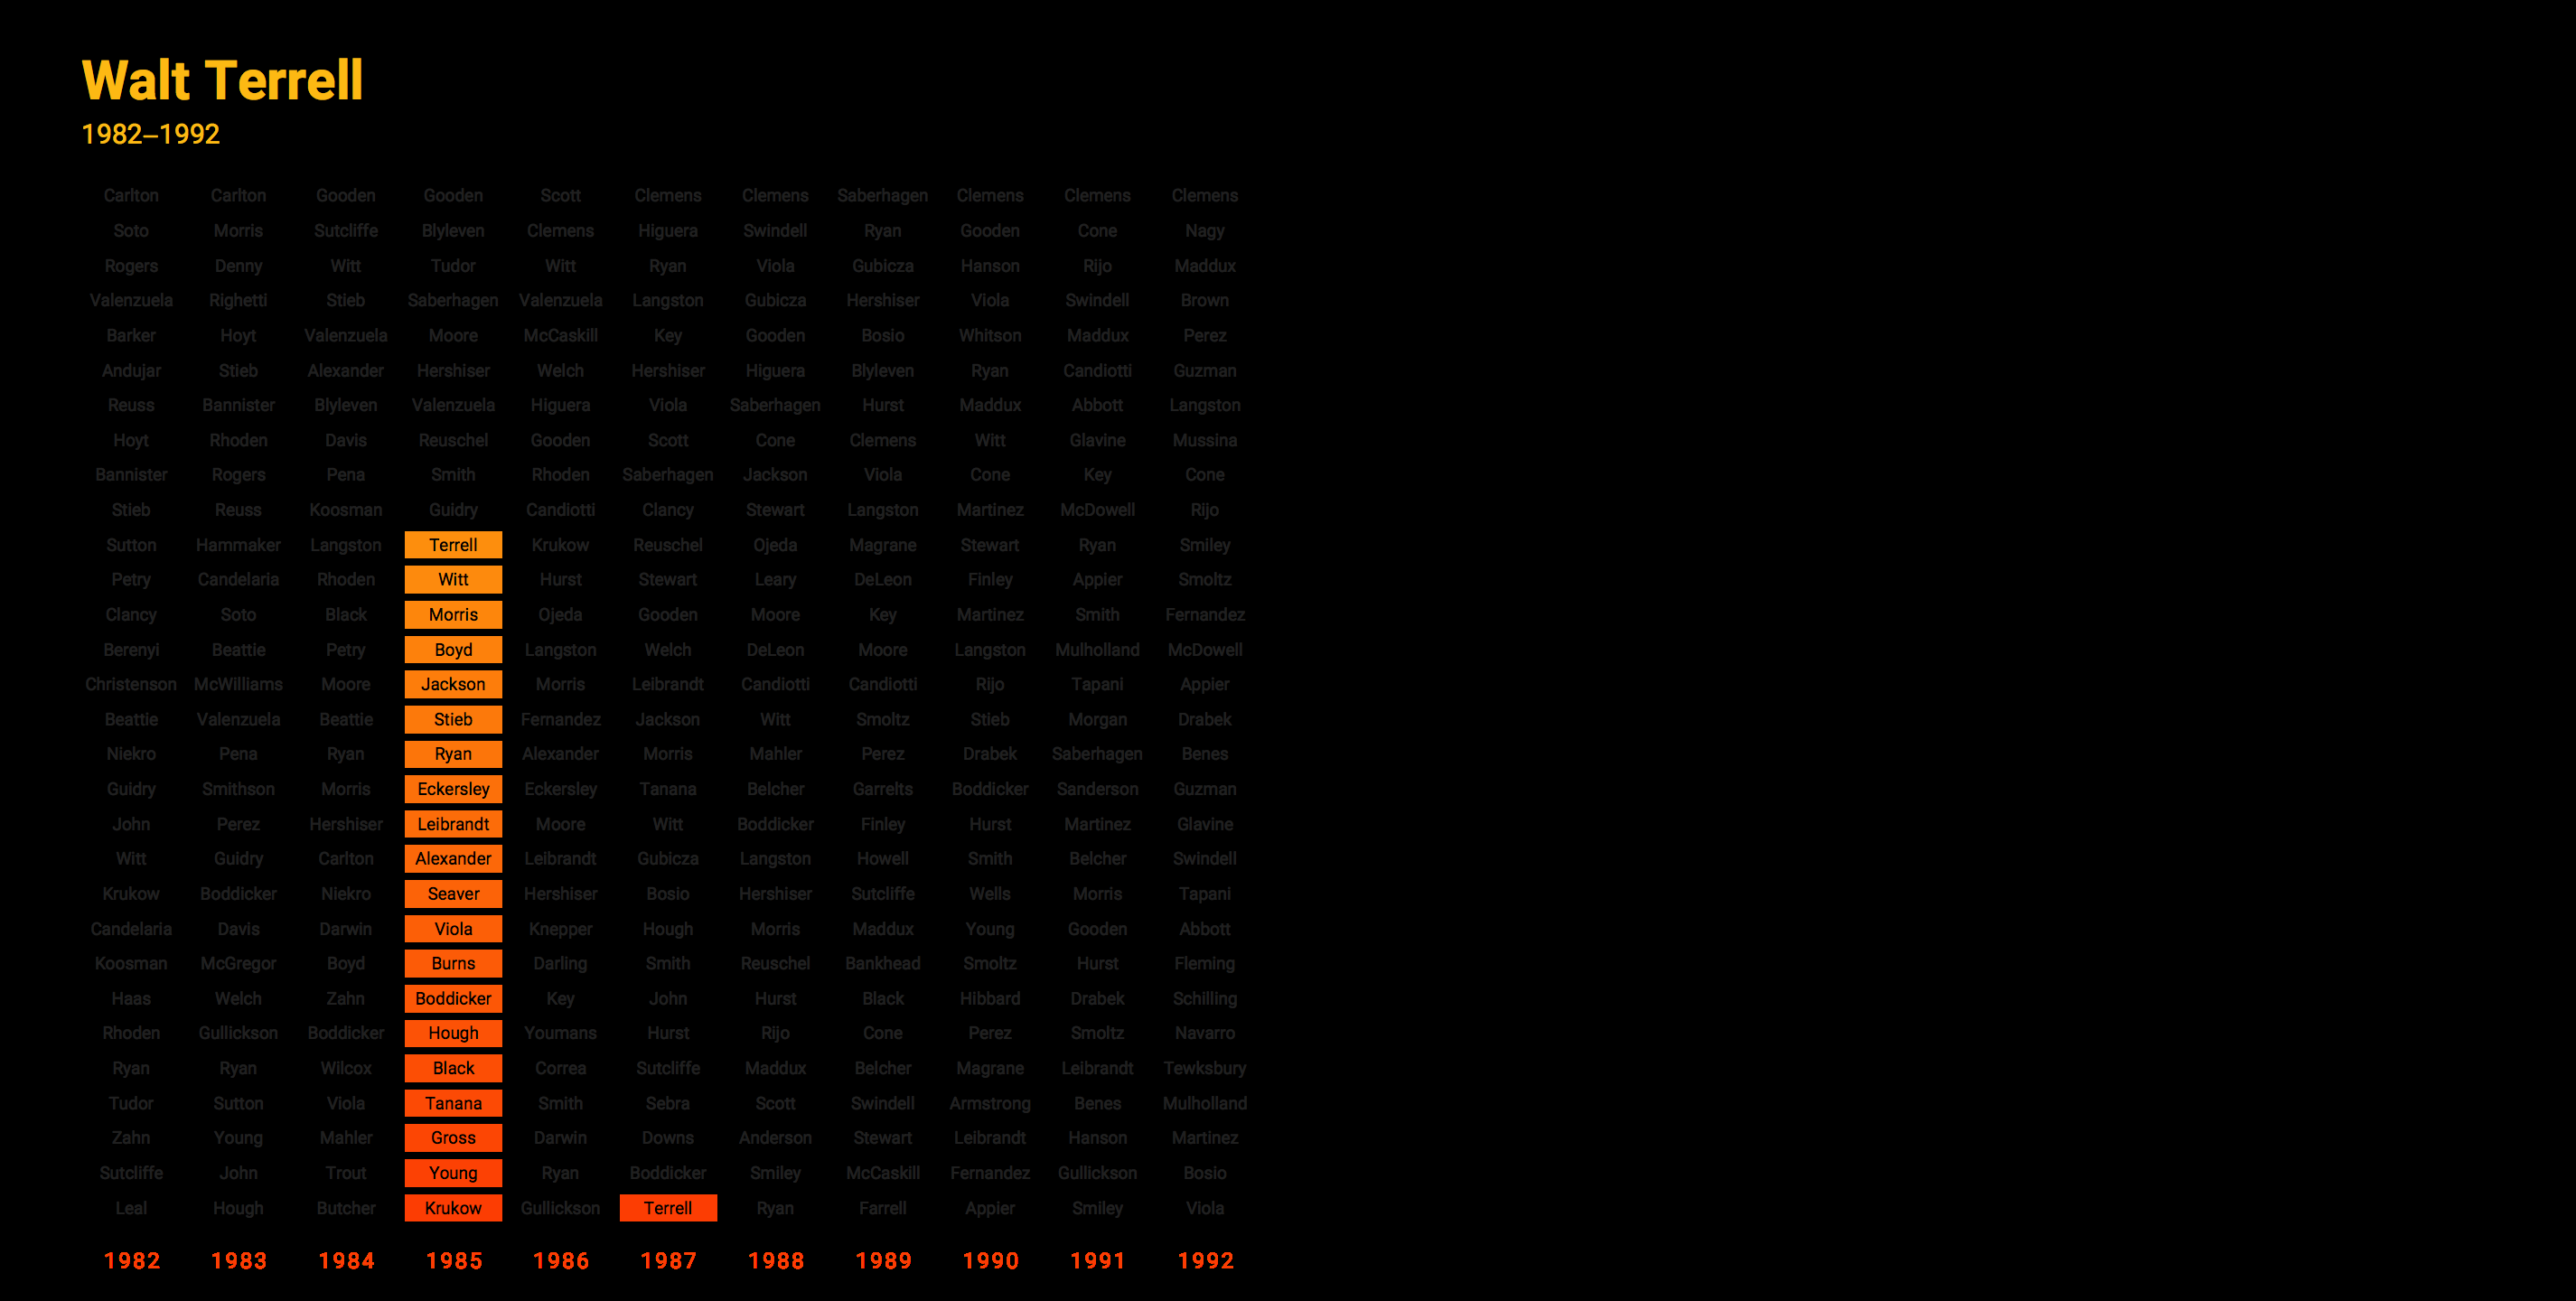 Walt Terrell
1982–1992
Carlton Carlton Gooden Gooden Scott Clemens Clemens Saberhagen Clemens Clemens Clemens
Soto Morris Sutcliffe Blyleven Clemens Higuera Swindell Ryan Gooden Cone Nagy
Rogers Denny Witt Tudor Witt Ryan Viola Gubicza Hanson Rijo Maddux
Valenzuela Righetti Stieb Saberhagen Valenzuela Langston Gubicza Hershiser Viola Swindell Brown
Barker Hoyt Valenzuela Moore McCaskill Key Gooden Bosio Whitson Maddux Perez
Andujar Stieb Alexander Hershiser Welch Hershiser Higuera Blyleven Ryan Candiotti Guzman
Reuss Bannister Blyleven Valenzuela Higuera Viola Saberhagen Hurst Maddux Abbott Langston
Hoyt Rhoden Davis Reuschel Gooden Scott Cone Clemens Witt Glavine Mussina
Bannister Rogers Pena Smith Rhoden Saberhagen Jackson Viola Cone Key Cone
Stieb Reuss Koosman Guidry Candiotti Clancy Stewart Langston Martinez McDowell Rijo
Sutton Hammaker Langston Terrell Krukow Reuschel Ojeda Magrane Stewart Ryan Smiley
Petry Candelaria Rhoden Witt Hurst Stewart Leary DeLeon Finley Appier Smoltz
Clancy Soto Black Morris Ojeda Gooden Moore Key Martinez Smith Fernandez
Berenyi Beattie Petry Boyd Langston Welch DeLeon Moore Langston Mulholland McDowell
Christenson McWilliams Moore Jackson Morris Leibrandt Candiotti Candiotti Rijo Tapani Appier
Beattie Valenzuela Beattie Stieb Fernandez Jackson Witt Smoltz Stieb Morgan Drabek
Niekro Pena Ryan Ryan Alexander Morris Mahler Perez Drabek Saberhagen Benes
Guidry Smithson Morris Eckersley Eckersley Tanana Belcher Garrelts Boddicker Sanderson Guzman
John Perez Hershiser Leibrandt Moore Witt Boddicker Finley Hurst Martinez Glavine
Witt Guidry Carlton Alexander Leibrandt Gubicza Langston Howell Smith Belcher Swindell
Krukow Boddicker Niekro Seaver Hershiser Bosio Hershiser Sutcliffe Wells Morris Tapani
Candelaria Davis Darwin Viola Knepper Hough Morris Maddux Young Gooden Abbott
Koosman McGregor Boyd Burns Darling Smith Reuschel Bankhead Smoltz Hurst Fleming
Haas Welch Zahn Boddicker Key John Hurst Black Hibbard Drabek Schilling
Rhoden Gullickson Boddicker Hough Youmans Hurst Rijo Cone Perez Smoltz Navarro
Ryan Ryan Wilcox Black Correa Sutcliffe Maddux Belcher Magrane Leibrandt Tewksbury
Tudor Sutton Viola Tanana Smith Sebra Scott Swindell Armstrong Benes Mulholland
Zahn Young Mahler Gross Darwin Downs Anderson Stewart Leibrandt Hanson Martinez
Sutcliffe John Trout Young Ryan Boddicker Smiley McCaskill Fernandez Gullickson Bosio
Leal Hough Butcher Krukow Gullickson Terrell Ryan Farrell Appier Smiley Viola
1982 1983 1984 1985 1986 1987 1988 1989 1990 1991 1992